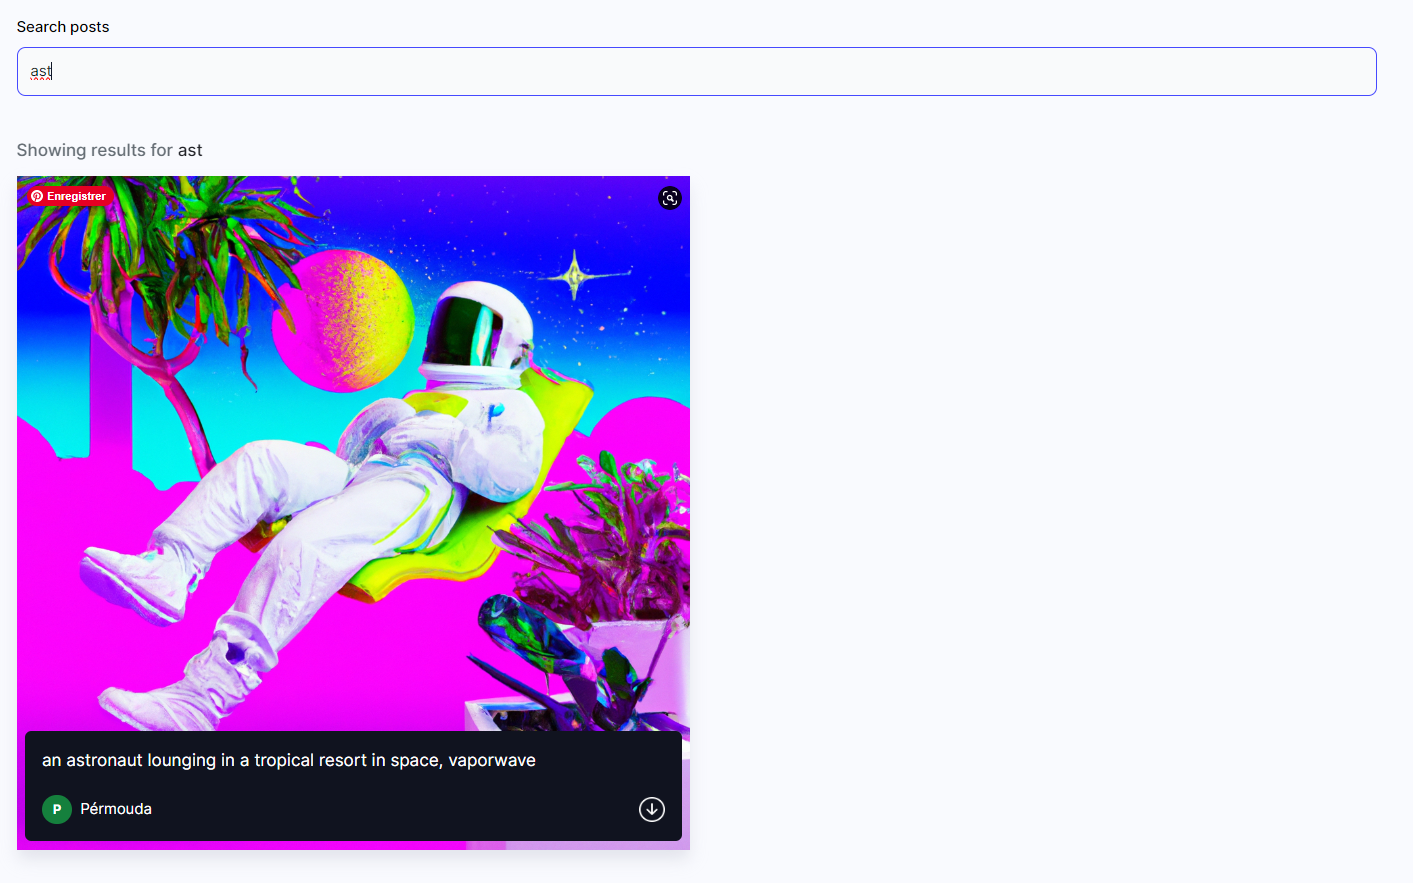 Search posts
ast
Showing results for ast
Enregistrer
an astronaut lounging in a tropical resort in space, vaporwave
P Pérmouda